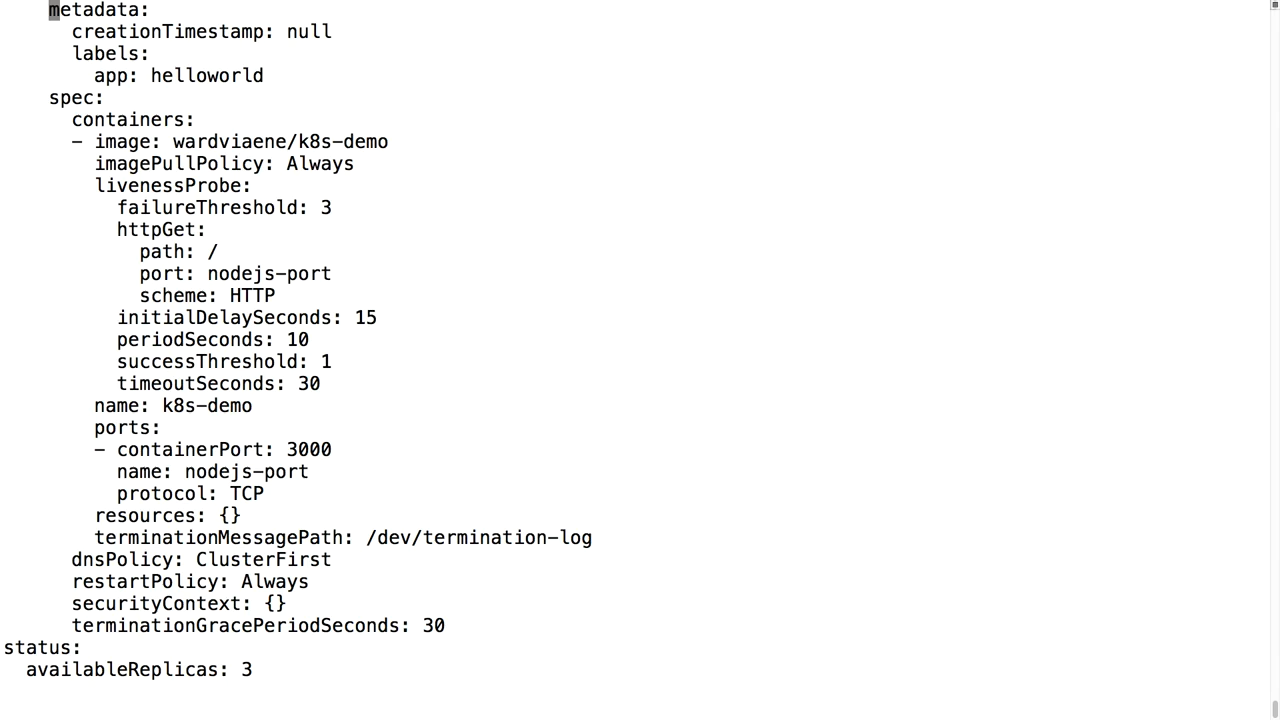 metadata:
creationTimestamp: null
labels:
app: helloworld
spec:
containers:
- image: wardviaene/k8s-demo
imagePullPolicy: Always
livenessProbe:
failureThreshold: 3
httpGet:
path: /
port: nodejs-port
scheme: HTTP
initialDelaySeconds: 15
periodSeconds: 10
successThreshold: 1
timeoutSeconds: 30
name: k8s-demo
ports:
- containerPort: 3000
name: nodejs-port
protocol: TCP
resources: {}
terminationMessagePath: /dev/termination-log
dnsPolicy: ClusterFirst
restartPolicy: Always
securityContext: {}
terminationGracePeriodSeconds: 30
status:
availableReplicas: 3